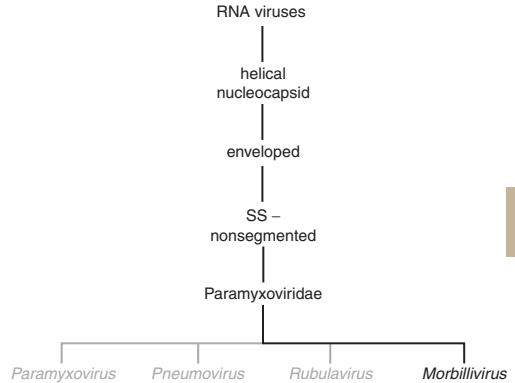 RNA viruses
helical
nucleocapsid
enveloped
SS –
nonsegmented
Paramyxoviridae
Paramyxovirus
Pneumovirus
Rubulavirus
Morbillivirus